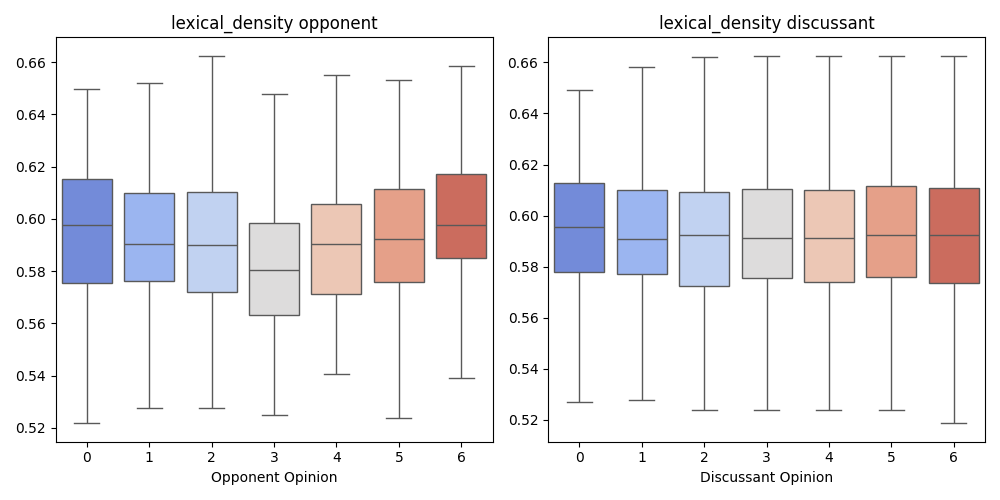 lexical_density opponent
0.66
0.64
0.62
0.60
0.58
0.56
0.54
0.52
0 1 2 3 4 5 6
Opponent Opinion
lexical_density discussant
0.66
0.64
0.62
0.60
0.58
0.56
0.54
0.52
0 1 2 3 4 5 6
Discussant Opinion